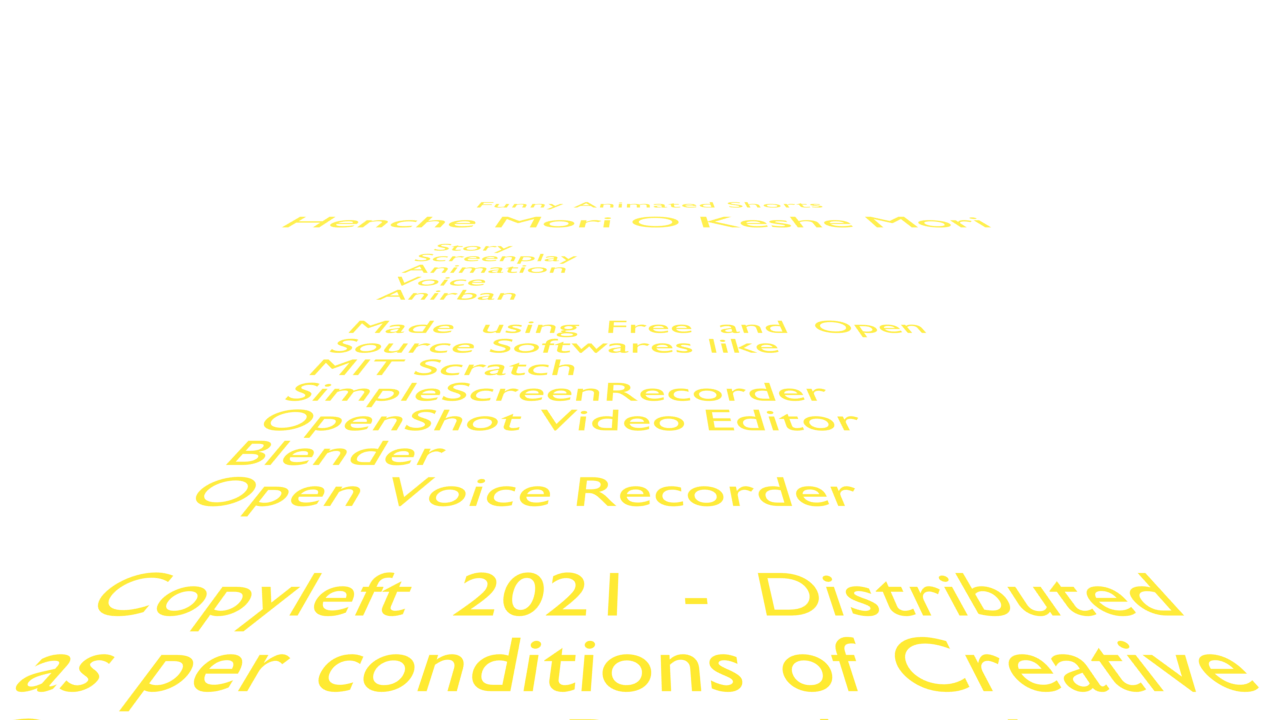 Funny Animated Shorts
Henche Mori O Keshe Mori
Story
Screenplay
Animation
Voice
Anirban
Made using Free and Open
Source Softwares like
MIT Scratch
SimpleScreenRecorder
OpenShot Video Editor
Blender
Open Voice Recorder
Copyleft 2021 - Distributed
as per conditions of Creative